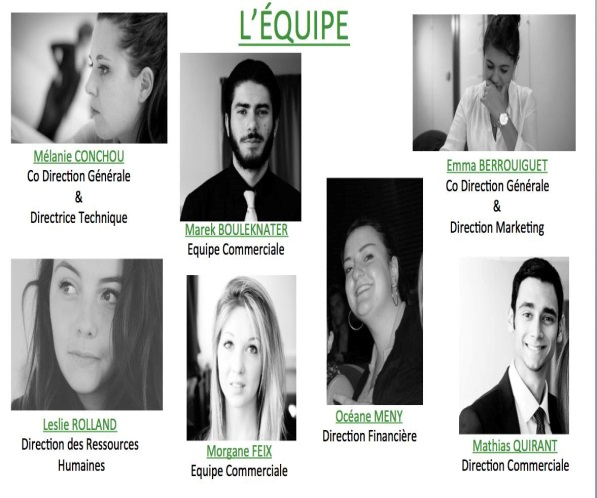 L'ÉQUIPE
Mélanie CONCHOU
Co Direction Générale
&
Directrice Technique
Marek BOULEKNATER
Equipe Commerciale
Emma BERROUIGUET
Co Direction Générale
&
Direction Marketing
Leslie ROLLAND
Direction des Ressources
Humaines
Morgane FEIX
Equipe Commerciale
Océane MENY
Direction Financière
Mathias QUIRANT
Direction Commerciale